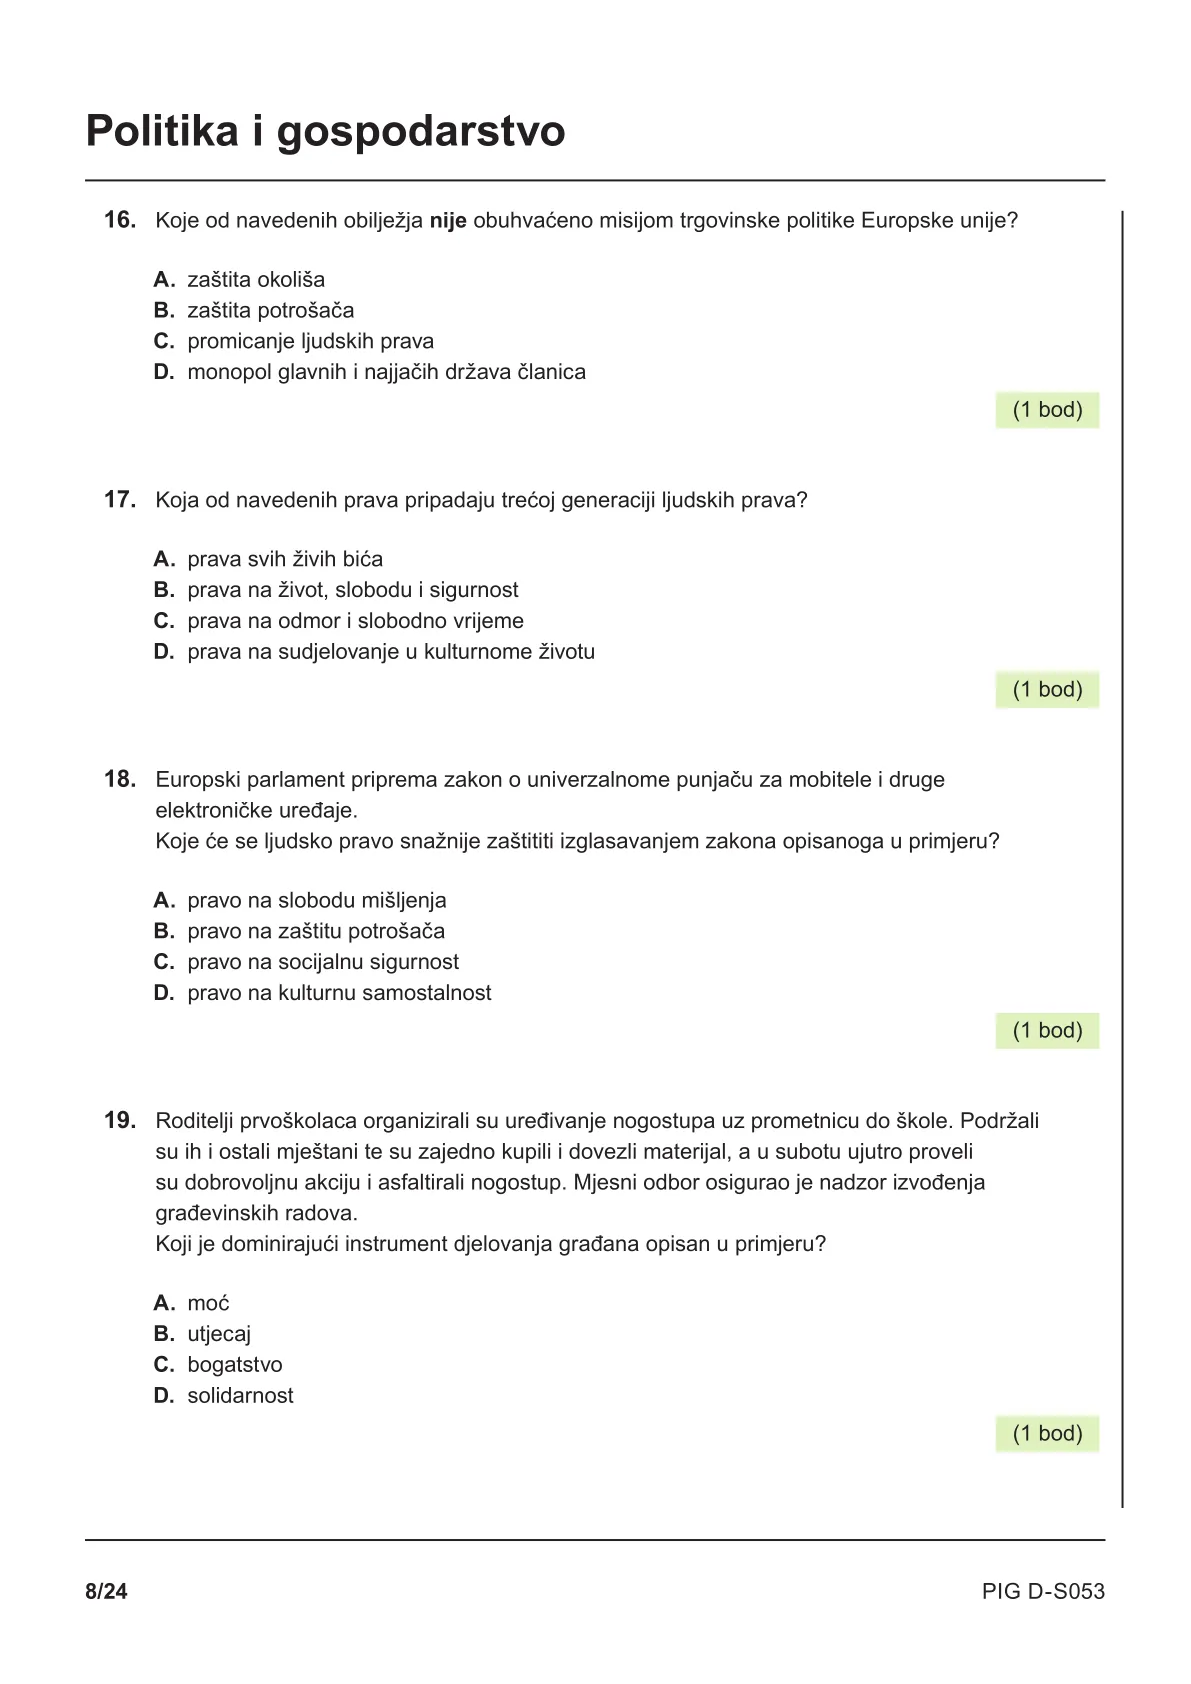 Politika i gospodarstvo
16. Koje od navedenih obilježja nije obuhvaćeno misijom trgovinske politike Europske unije?
A. zaštita okoliša
B. zaštita potrošača
C. promicanje ljudskih prava
D. monopol glavnih i najjačih država članica
(1 bod)
17. Koja od navedenih prava pripadaju trećoj generaciji ljudskih prava?
A. prava svih živih bića
B. prava na život, slobodu i sigurnost
C. prava na odmor i slobodno vrijeme
D. prava na sudjelovanje u kulturnome životu
(1 bod)
18. Europski parlament priprema zakon o univerzalnome punjaču za mobitele i druge
elektroničke uređaje.
Koje će se ljudsko pravo snažnije zaštititi izglasavanjem zakona opisanoga u primjeru?
A. pravo na slobodu mišljenja
B. pravo na zaštitu potrošača
C. pravo na socijalnu sigurnost
D. pravo na kulturnu samostalnost
(1 bod)
19. Roditelji prvoškolaca organizirali su uređivanje nogostupa uz prometnicu do škole. Podržali
su ih i ostali mještani te su zajedno kupili i dovezli materijal, a u subotu ujutro proveli
su dobrovoljnu akciju i asfaltirali nogostup. Mjesni odbor osigurao je nadzor izvođenja
građevinskih radova.
Koji je dominirajući instrument djelovanja građana opisan u primjeru?
A. moć
B. utjecaj
C. bogatstvo
D. solidarnost
(1 bod)
8/24
PIG D-S053